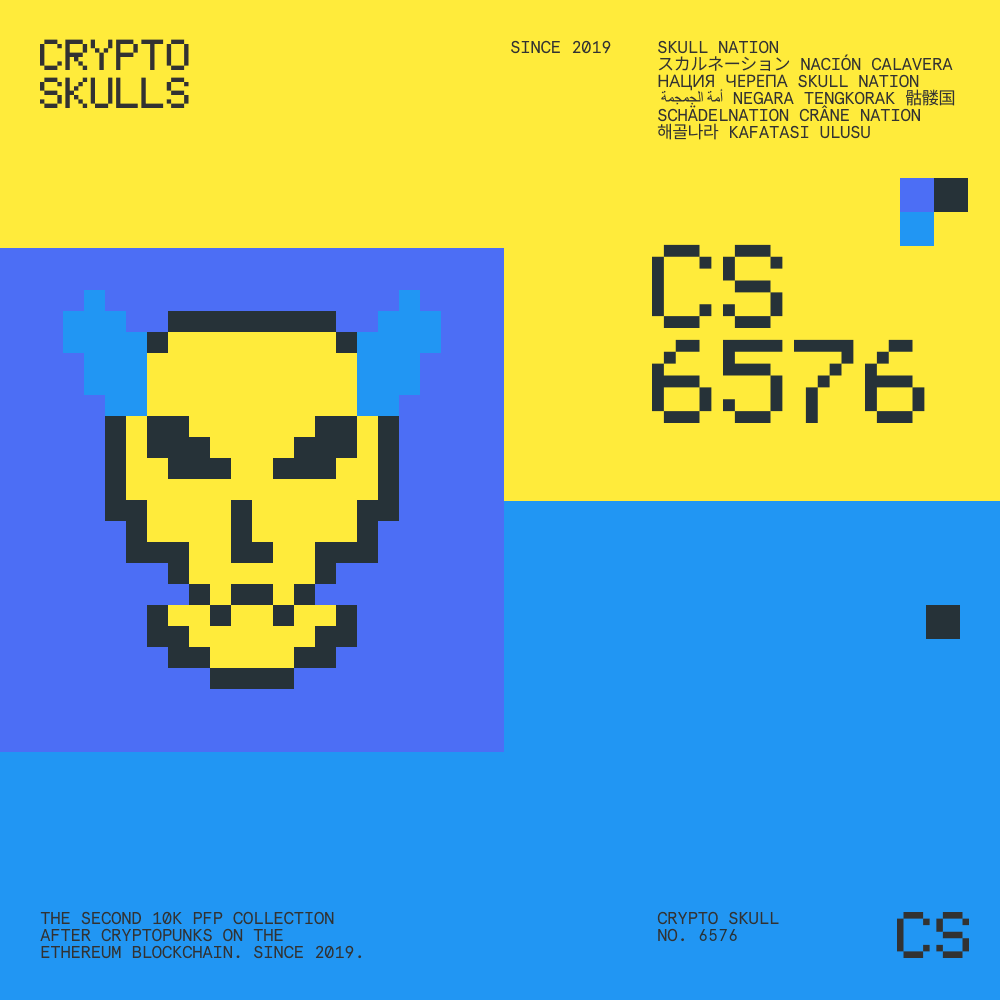 CRYPTO
SKULLS
SINCE 2019
SKULL NATION
スカルネーション NACIÓN CALAVERA
НАЦИЯ ЧЕРЕПА SKULL NATION
أمة الجمجمة NEGARA TENGKORAK 骷髅国
SCHÄDELNATION CRÂNE NATION
해골나라 KAFATASI ULUSU
CS
6576
THE SECOND 10K PFP COLLECTION
AFTER CRYPTOPUNKS ON THE
ETHEREUM BLOCKCHAIN. SINCE 2019.
CRYPTO SKULL
NO. 6576
CS